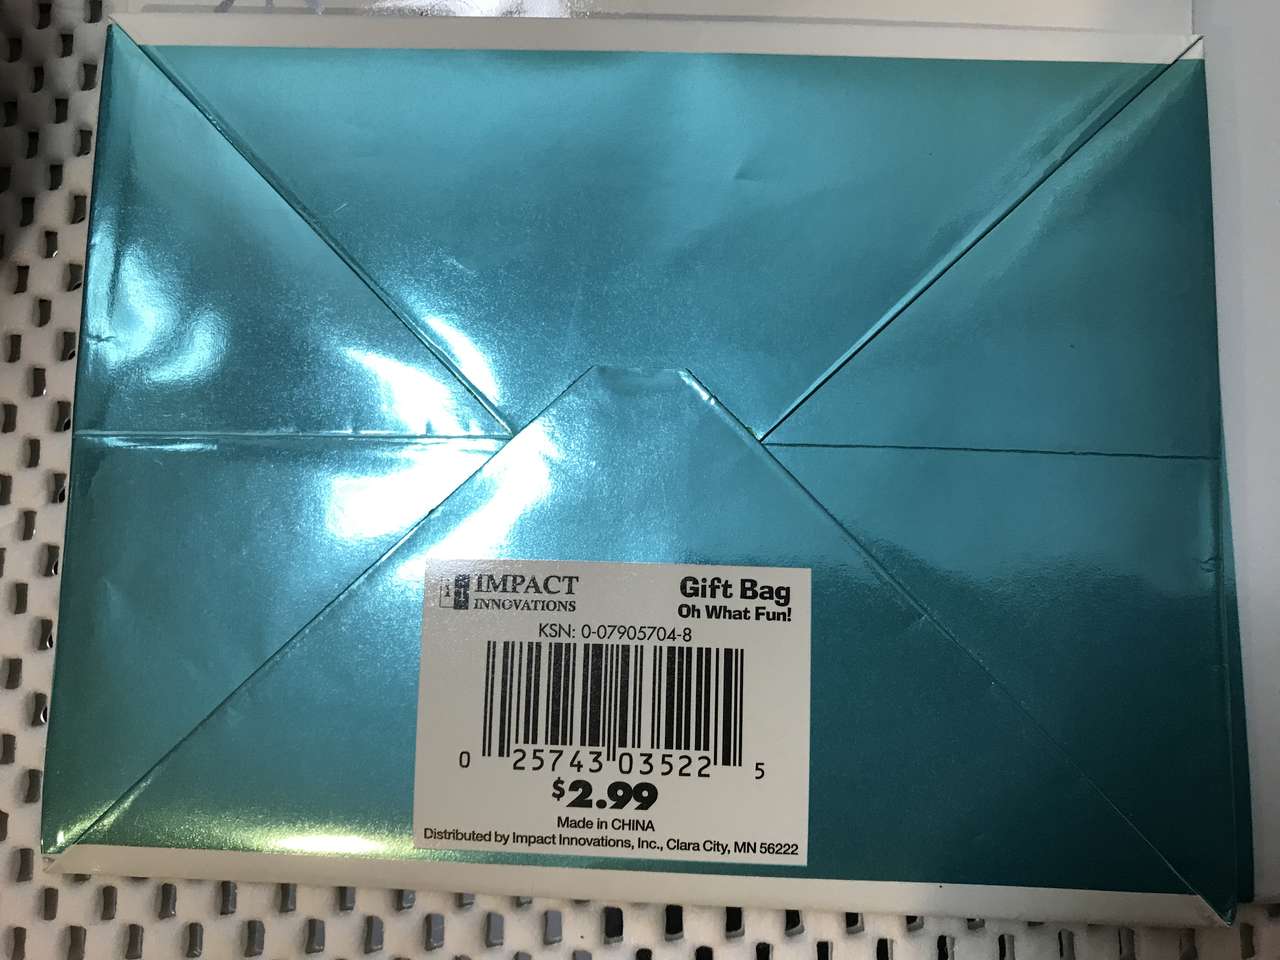 IMPACT
INNOVATIONS
Gift Bag
Oh What Fun!
KSN: 0-07905704-8
0 25743 03522 5
$2.99
Made in CHINA
Distributed by Impact Innovations, Inc., Clara City, MN 56222